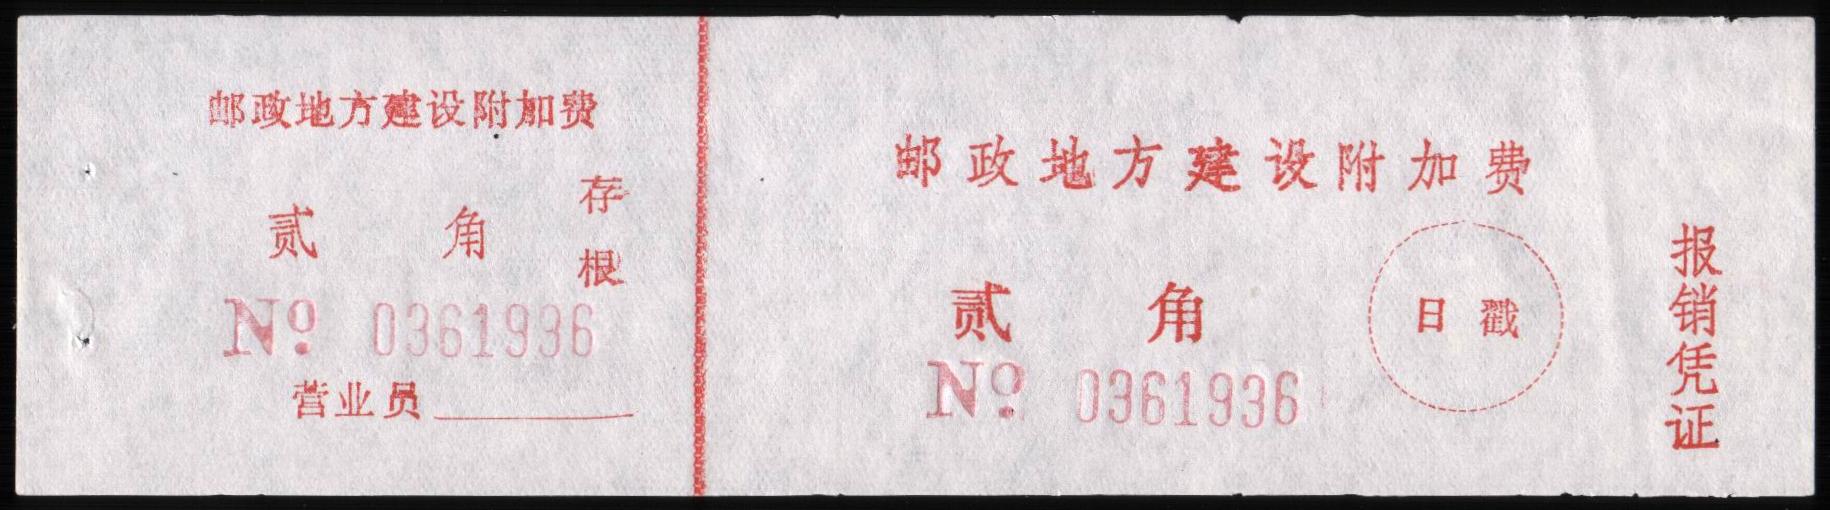 邮政地方建设附加费
贰 角
存根
№ 0361936
营业员
邮政地方建设附加费
贰 角
№ 0361936
日戳
报销凭证